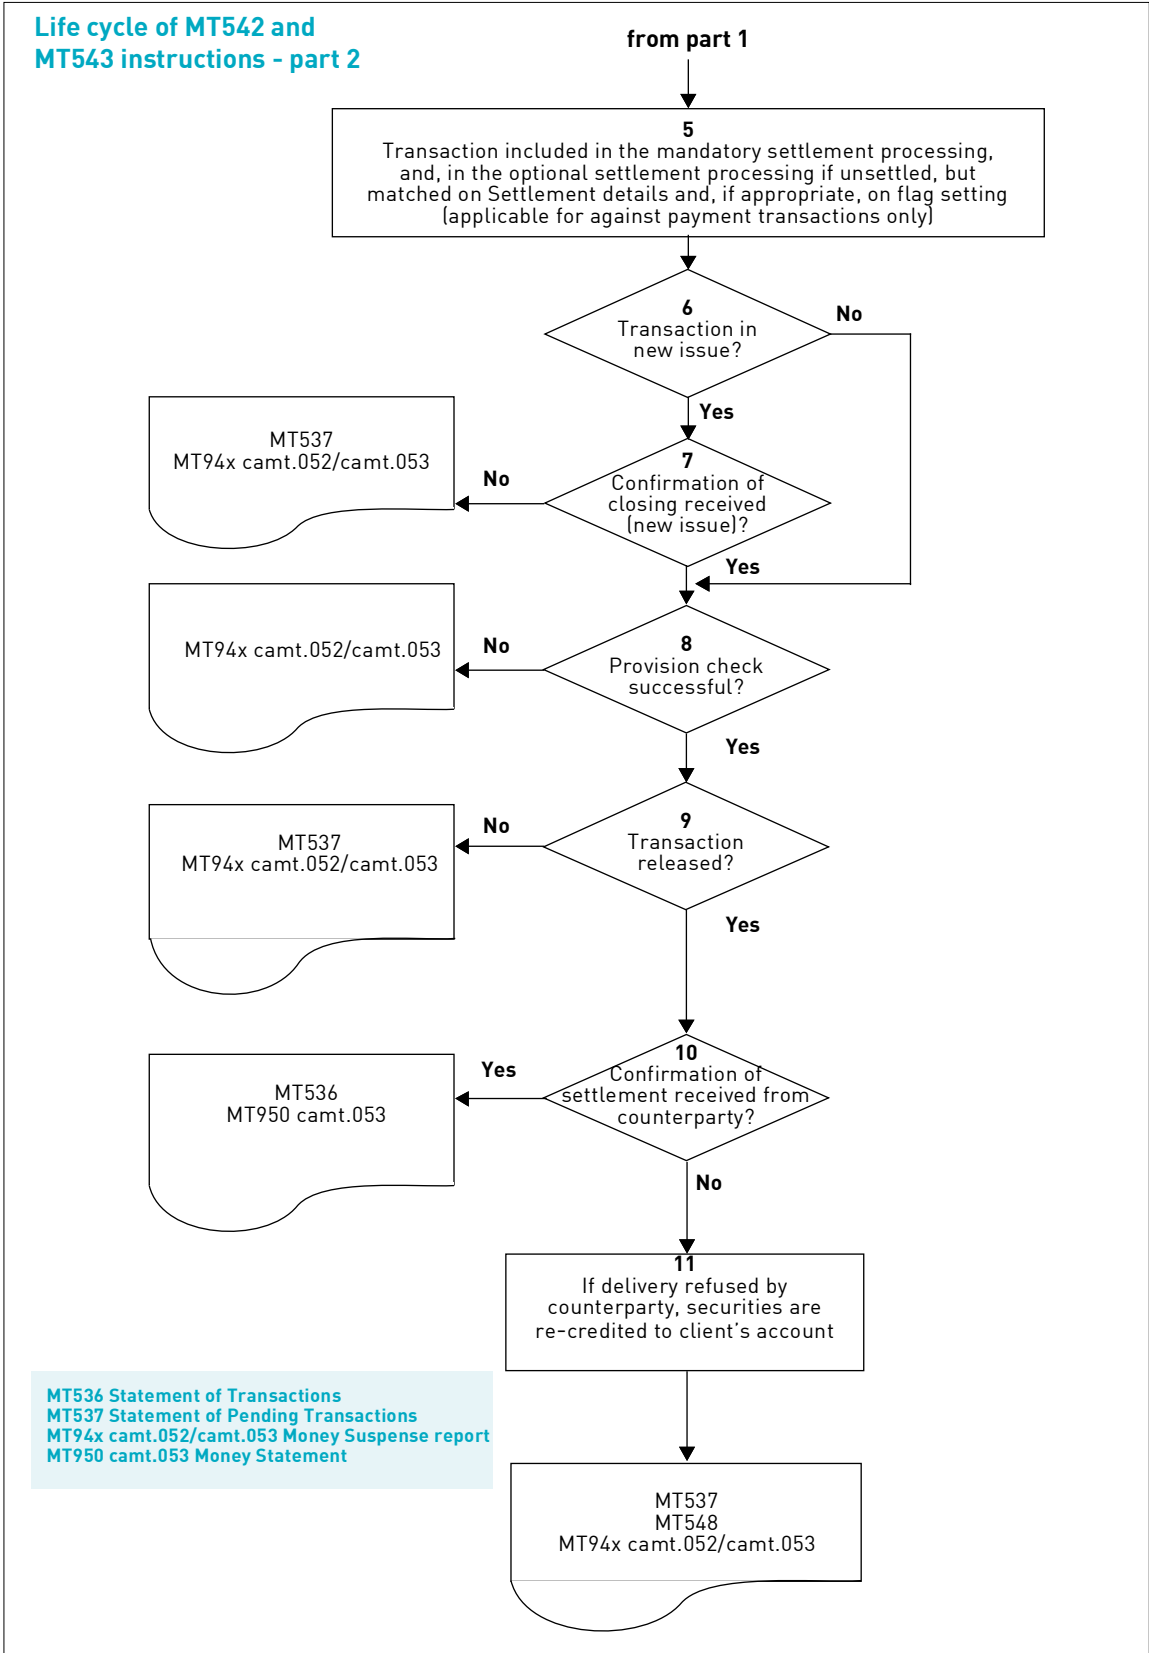 Life cycle of MT542 and
MT543 instructions - part 2
from part 1
5
Transaction included in the mandatory settlement processing,
and, in the optional settlement processing if unsettled, but
matched on Settlement details and, if appropriate, on flag setting
(applicable for against payment transactions only)
6
Transaction in
new issue?
No
Yes
MT537
MT94x camt.052/camt.053
No
7
Confirmation of
closing received
(new issue)?
Yes
MT94x camt.052/camt.053
No
8
Provision check
successful?
Yes
MT537
MT94x camt.052/camt.053
No
9
Transaction
released?
Yes
MT536
MT950 camt.053
Yes
10
Confirmation of
settlement received from
counterparty?
No
11
If delivery refused by
counterparty, securities are
re-credited to client's account
MT536 Statement of Transactions
MT537 Statement of Pending Transactions
MT94x camt.052/camt.053 Money Suspense report
MT950 camt.053 Money Statement
MT537
MT548
MT94x camt.052/camt.053